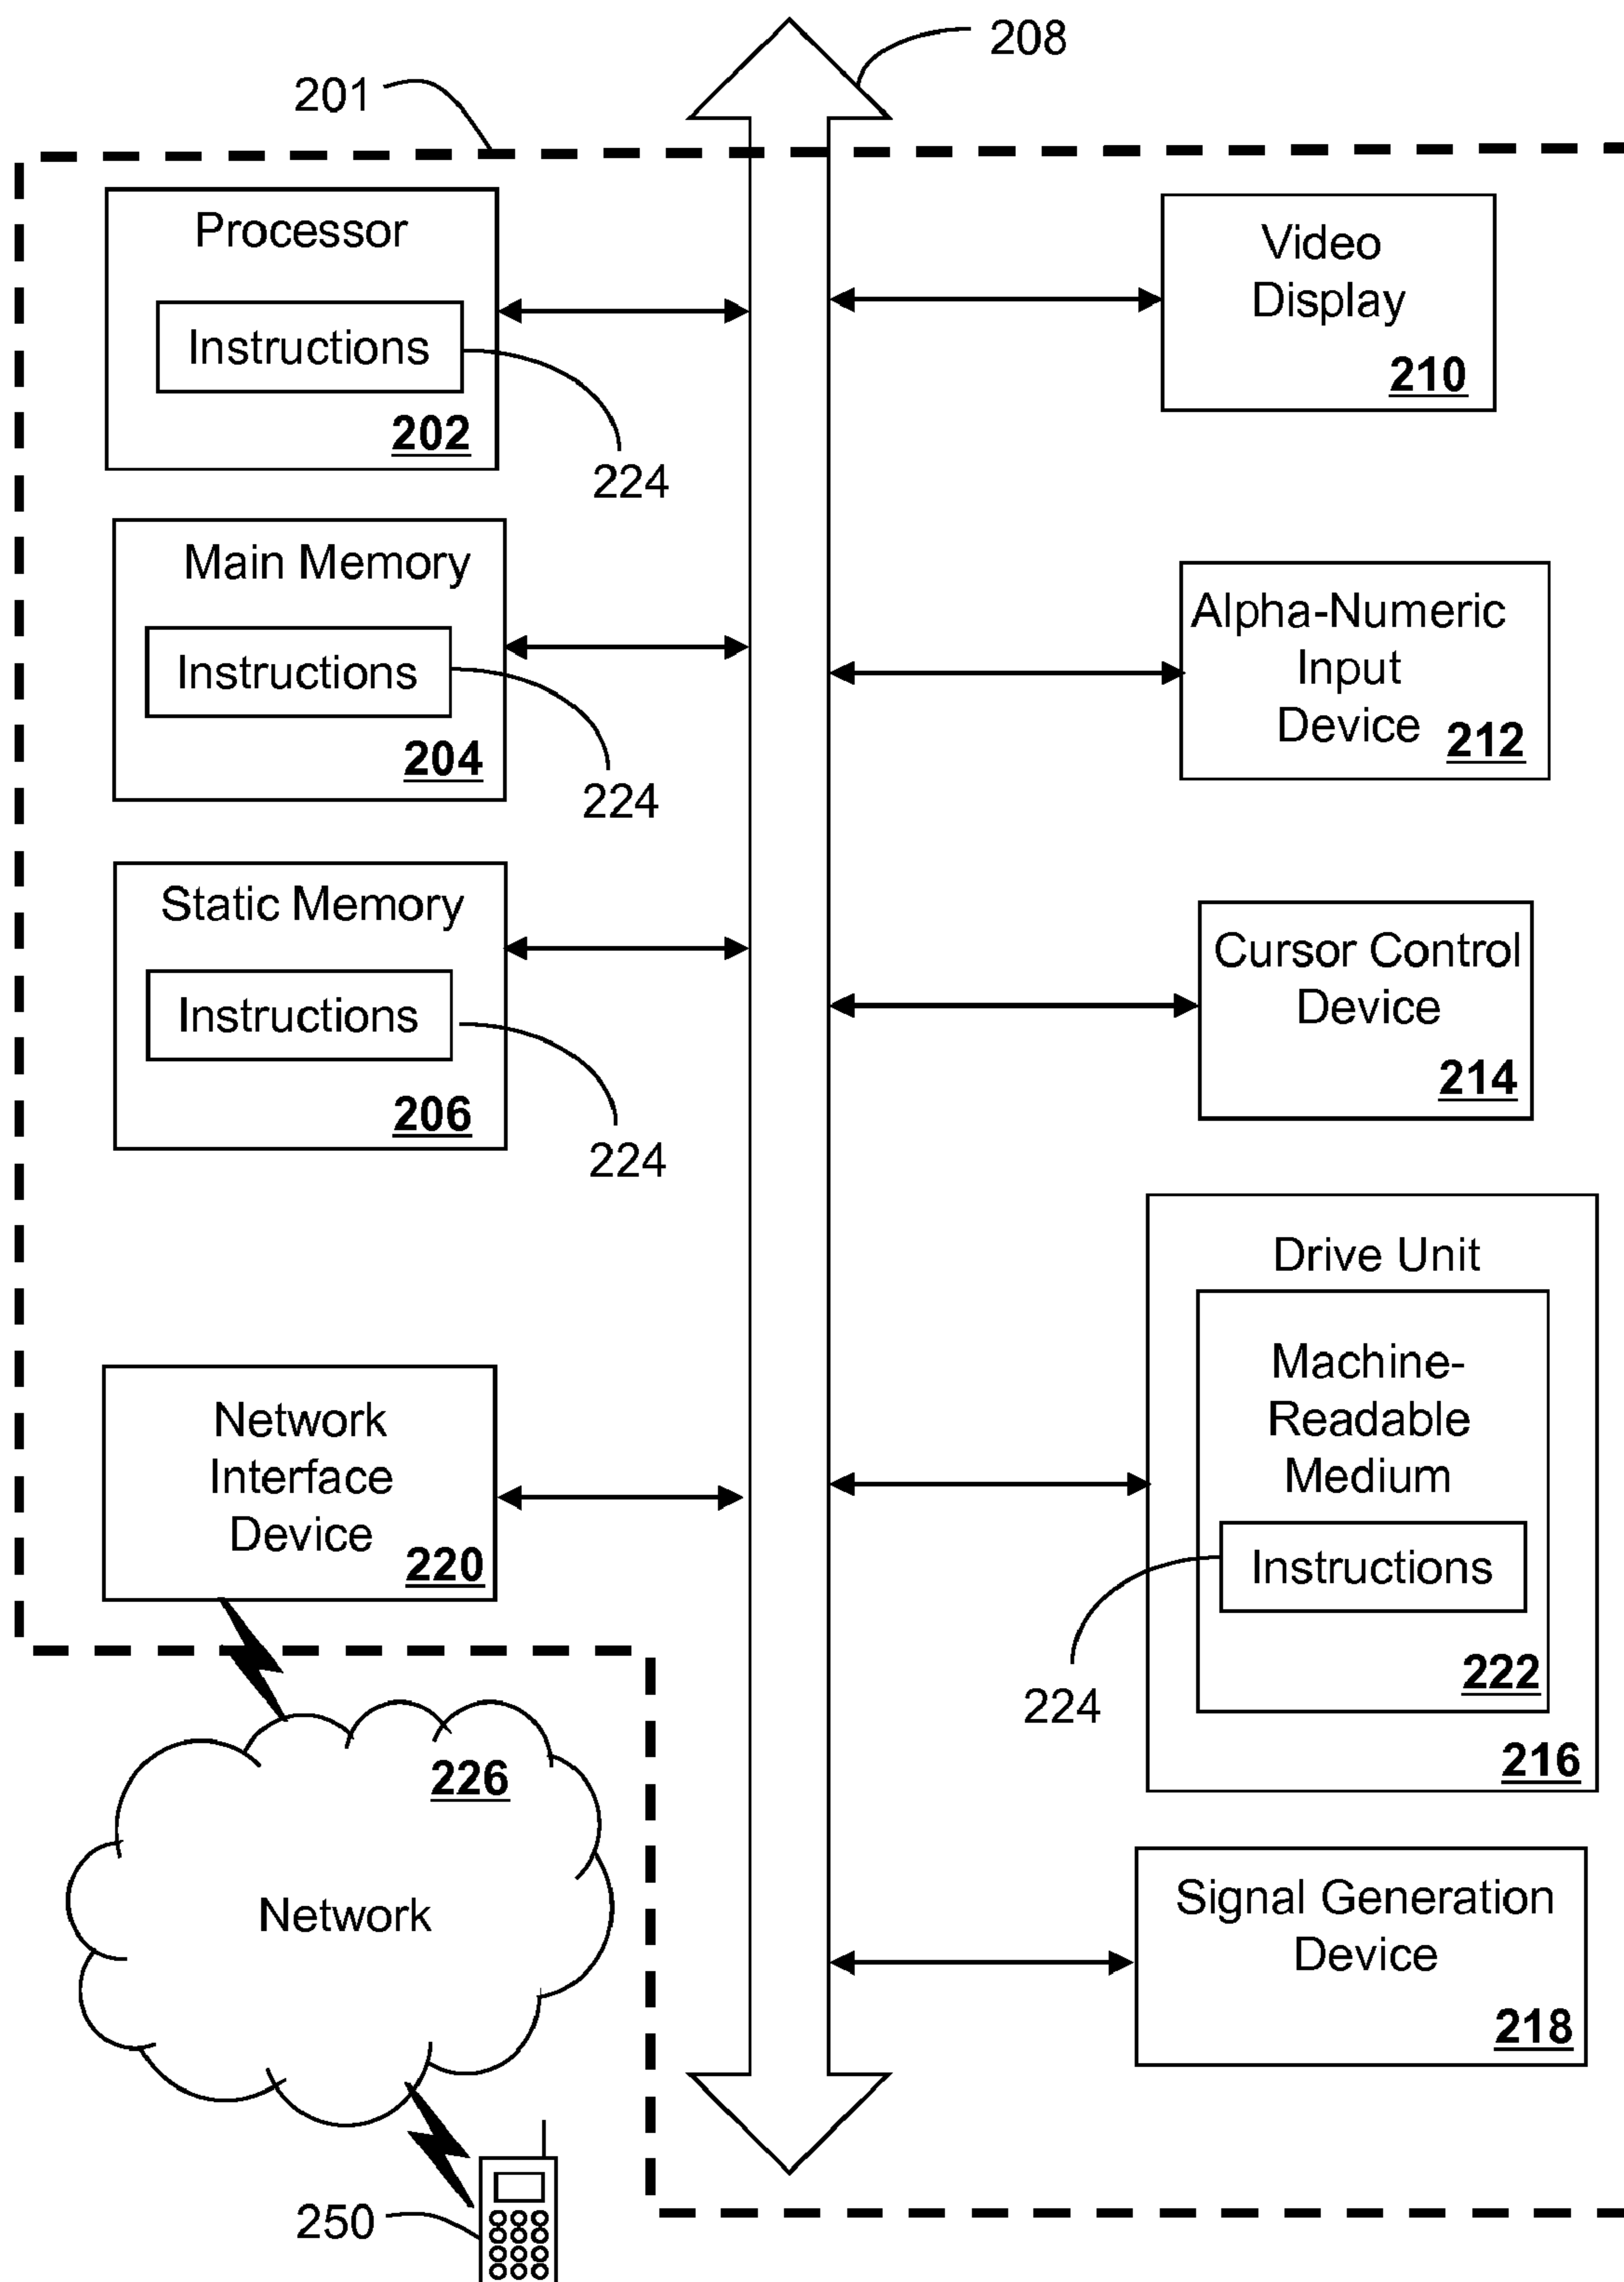 208
201
Processor
Instructions
202
224
Main Memory
Instructions
204
224
Static Memory
Instructions
206
224
Network
Interface
Device
220
226
Network
250
Video
Display
210
Alpha-Numeric
Input
Device 212
Cursor Control
Device
214
Drive Unit
Machine-
Readable
Medium
Instructions
224
222
216
Signal Generation
Device
218